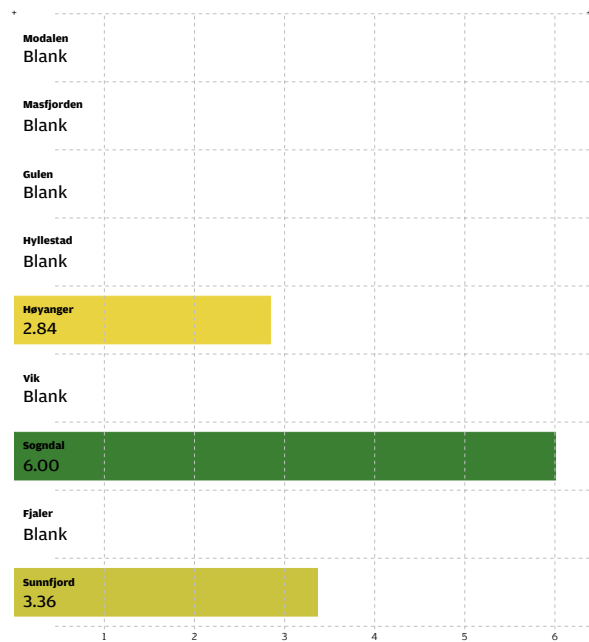 Modalen
Blank
Masfjorden
Blank
Gulen
Blank
Hyllestad
Blank
Høyanger
2.84
Vik
Blank
Sogndal
6.00
Fjaler
Blank
Sunnfjord
3.36
1 2 3 4 5 6